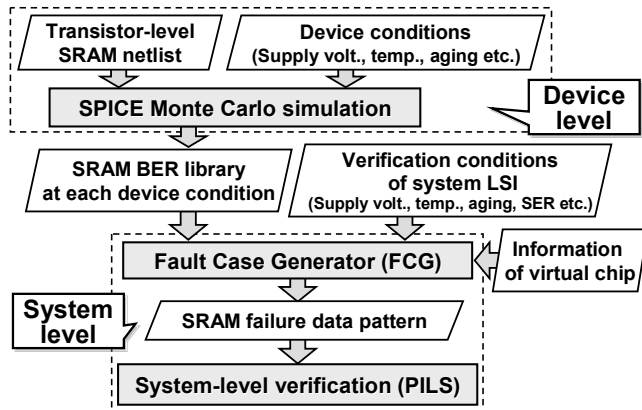 Transistor-level
SRAM netlist
Device conditions
(Supply volt., temp., aging etc.)
SPICE Monte Carlo simulation
Device
level
SRAM BER library
at each device condition
Verification conditions
of system LSI
(Supply volt., temp., aging, SER etc.)
Fault Case Generator (FCG)
Information
of virtual chip
System
level
SRAM failure data pattern
System-level verification (PILS)